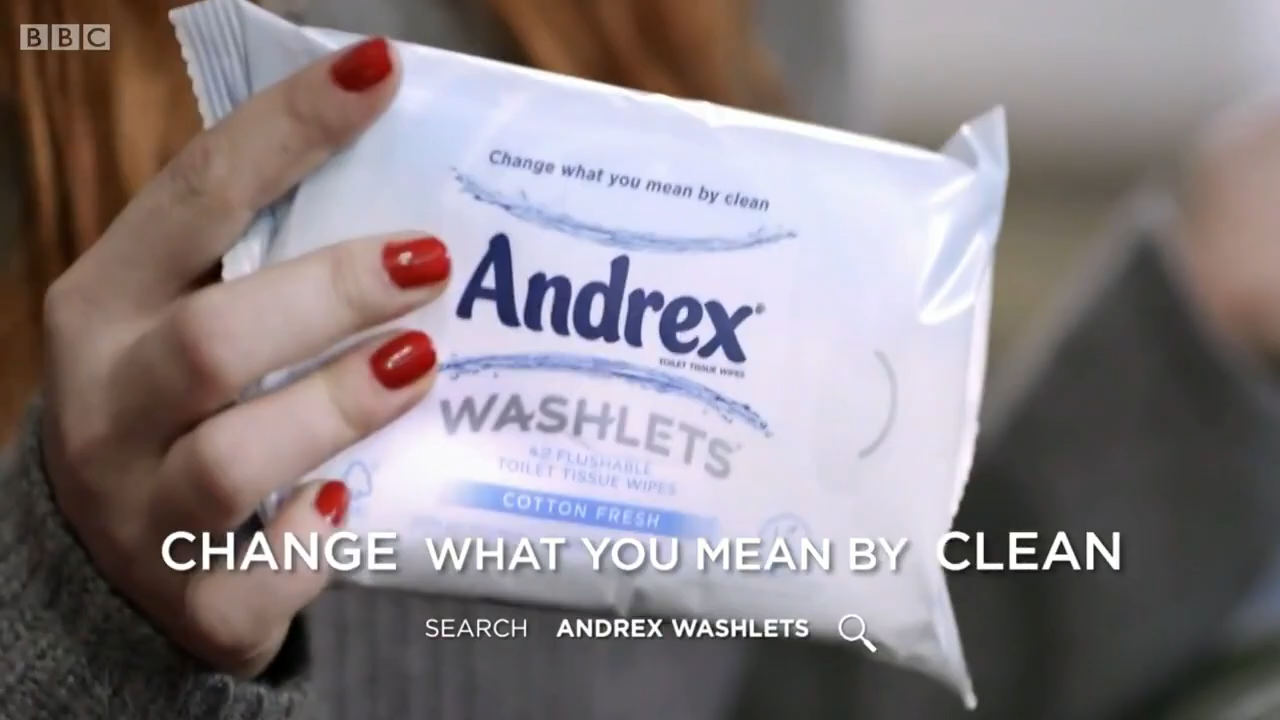 BBC
Change what you mean by clean
Andrex®
TOILET TISSUE WIPES
WASHLETS
42 FLUSHABLE
TOILET TISSUE WIPES
COTTON FRESH
CHANGE WHAT YOU MEAN BY CLEAN
SEARCH ANDREX WASHLETS